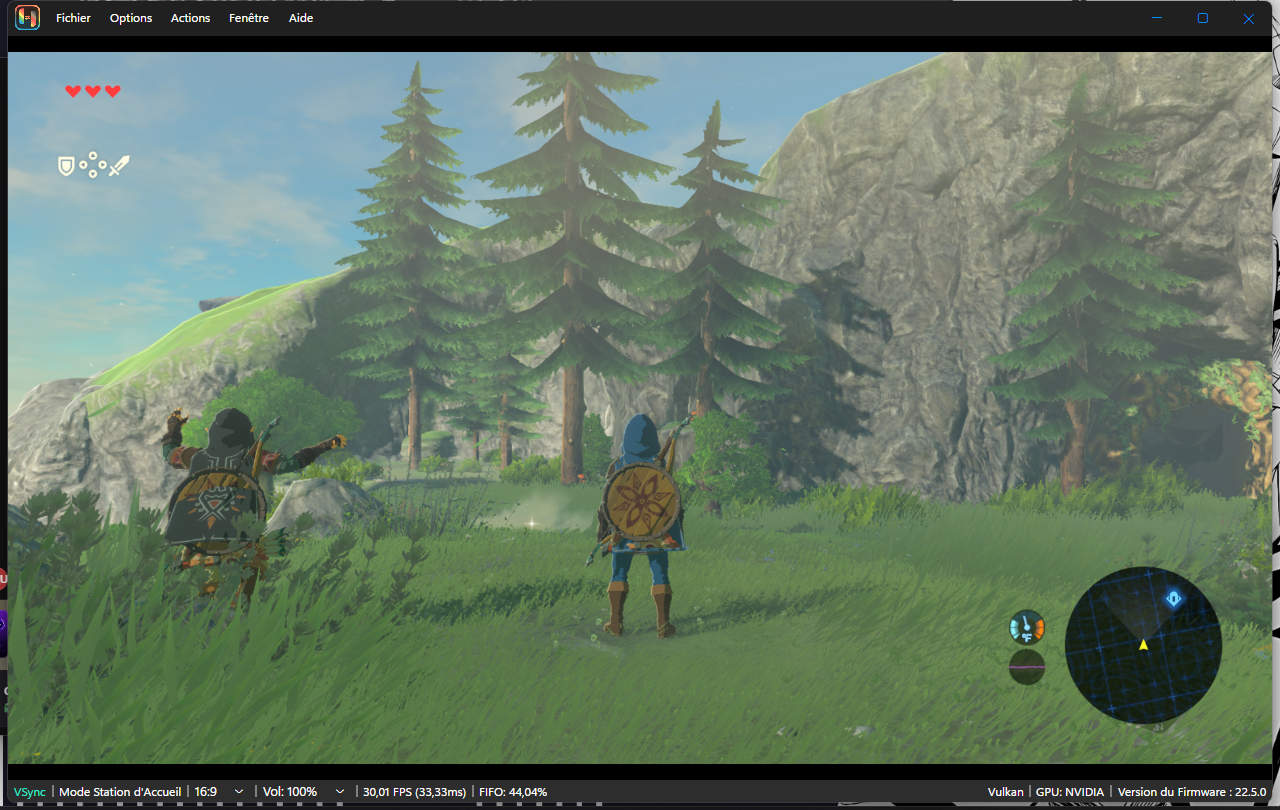 Fichier Options Actions Fenêtre Aide
°F
N
VSync | Mode Station d'Accueil | 16:9 | Vol: 100% | 30,01 FPS (33,33ms) | FIFO: 44,04% Vulkan | GPU: NVIDIA | Version du Firmware : 22.5.0